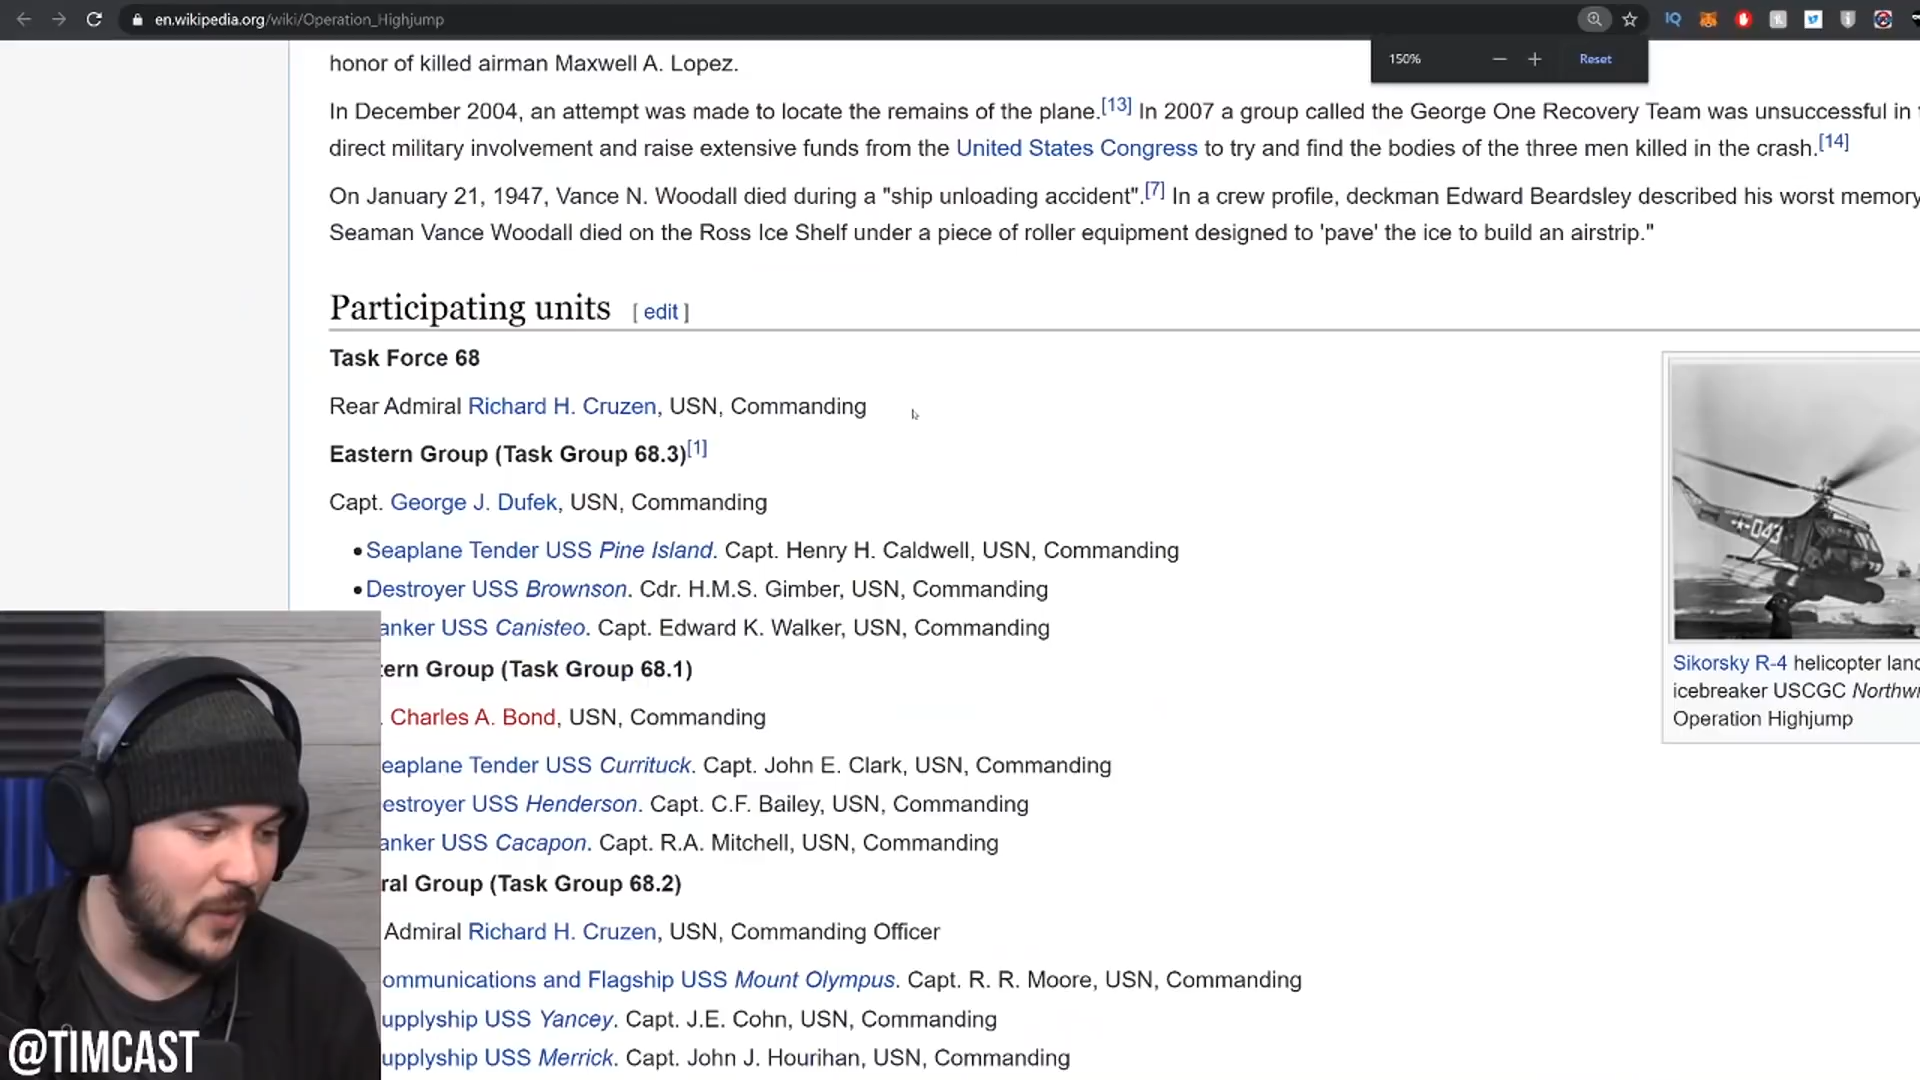 en.wikipedia.org/wiki/Operation_Highjump
150% Reset
honor of killed airman Maxwell A. Lopez.
In December 2004, an attempt was made to locate the remains of the plane.[13] In 2007 a group called the George One Recovery Team was unsuccessful in
direct military involvement and raise extensive funds from the United States Congress to try and find the bodies of the three men killed in the crash.[14]
On January 21, 1947, Vance N. Woodall died during a "ship unloading accident".[7] In a crew profile, deckman Edward Beardsley described his worst memory
Seaman Vance Woodall died on the Ross Ice Shelf under a piece of roller equipment designed to 'pave' the ice to build an airstrip."
Participating units [ edit ]
Task Force 68
Rear Admiral Richard H. Cruzen, USN, Commanding
Eastern Group (Task Group 68.3)[1]
Capt. George J. Dufek, USN, Commanding
• Seaplane Tender USS Pine Island. Capt. Henry H. Caldwell, USN, Commanding
• Destroyer USS Brownson. Cdr. H.M.S. Gimber, USN, Commanding
anker USS Canisteo. Capt. Edward K. Walker, USN, Commanding
tern Group (Task Group 68.1)
. Charles A. Bond, USN, Commanding
eaplane Tender USS Currituck. Capt. John E. Clark, USN, Commanding
estroyer USS Henderson. Capt. C.F. Bailey, USN, Commanding
anker USS Cacapon. Capt. R.A. Mitchell, USN, Commanding
ral Group (Task Group 68.2)
Admiral Richard H. Cruzen, USN, Commanding Officer
ommunications and Flagship USS Mount Olympus. Capt. R. R. Moore, USN, Commanding
upplyship USS Yancey. Capt. J.E. Cohn, USN, Commanding
upplyship USS Merrick. Capt. John J. Hourihan, USN, Commanding
043
Sikorsky R-4 helicopter lan
icebreaker USCGC Northw
Operation Highjump
@TIMCAST